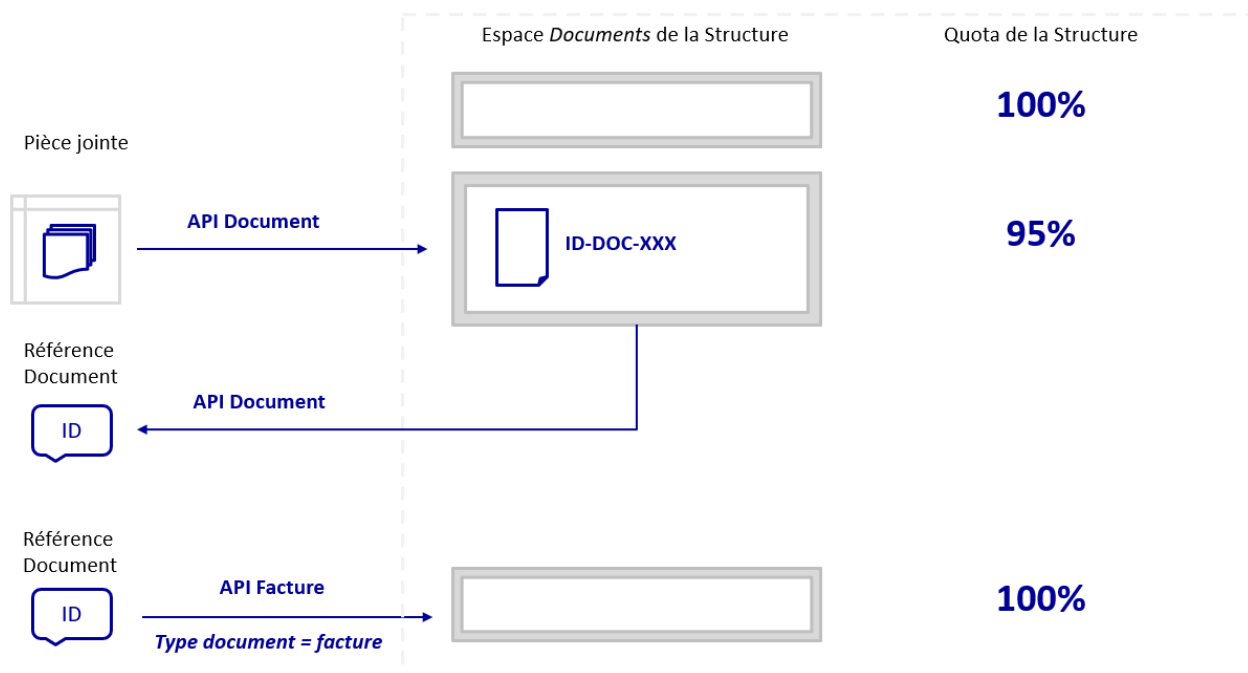 Espace Documents de la Structure
Quota de la Structure
100%
Pièce jointe
API Document
ID-DOC-XXX
95%
Référence
Document
API Document
ID
Référence
Document
API Facture
ID
Type document = facture
100%